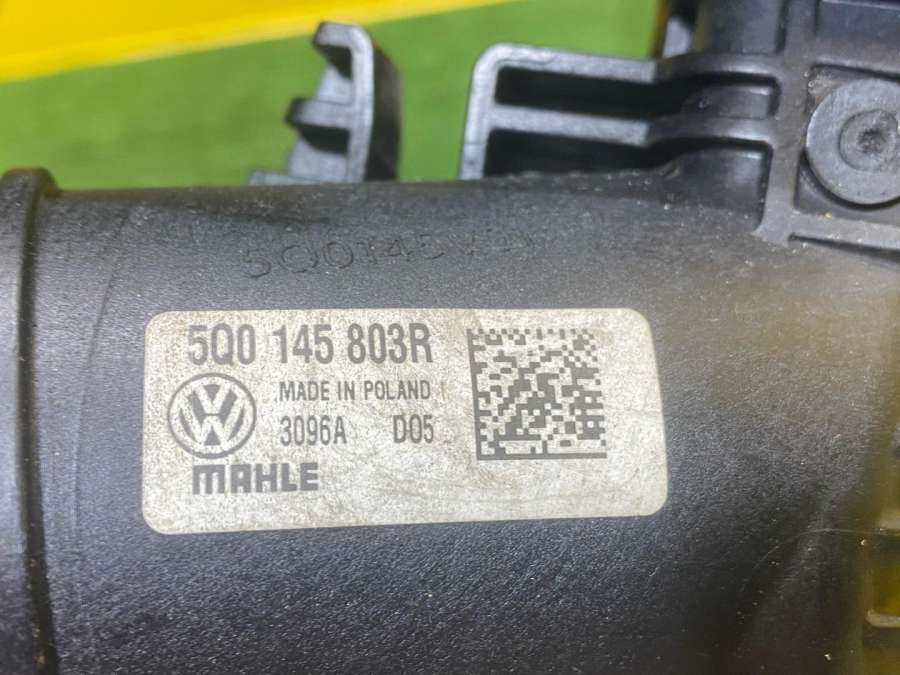 5Q0 145 803R
MADE IN POLAND
3096A D05
MAHLE